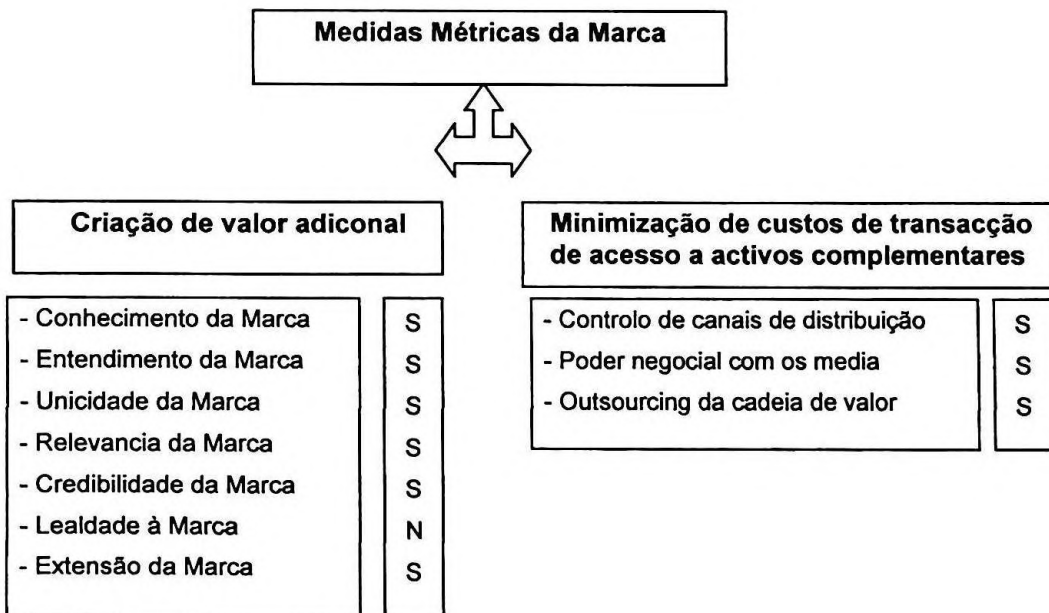 Medidas Métricas da Marca
Criação de valor adiconal
- Conhecimento da Marca S
- Entendimento da Marca S
- Unicidade da Marca S
- Relevancia da Marca S
- Credibilidade da Marca S
- Lealdade à Marca N
- Extensão da Marca S
Minimização de custos de transacção
de acesso a activos complementares
- Controlo de canais de distribuição S
- Poder negocial com os media S
- Outsourcing da cadeia de valor S